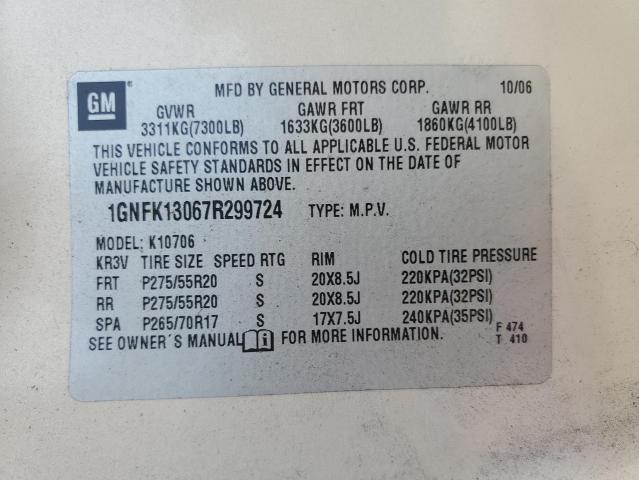 GM
MFD BY GENERAL MOTORS CORP. 10/06
GVWR GAWR FRT GAWR RR
3311KG(7300LB) 1633KG(3600LB) 1860KG(4100LB)
THIS VEHICLE CONFORMS TO ALL APPLICABLE U.S. FEDERAL MOTOR
VEHICLE SAFETY STANDARDS IN EFFECT ON THE DATE OF
MANUFACTURE SHOWN ABOVE.
1GNFK13067R299724 TYPE: M.P.V.
MODEL: K10706
KR3V TIRE SIZE SPEED RTG RIM COLD TIRE PRESSURE
FRT P275/55R20 S 20X8.5J 220KPA(32PSI)
RR P275/55R20 S 20X8.5J 220KPA(32PSI)
SPA P265/70R17 S 17X7.5J 240KPA(35PSI)
SEE OWNER´S MANUAL i FOR MORE INFORMATION.
F 474
T 410